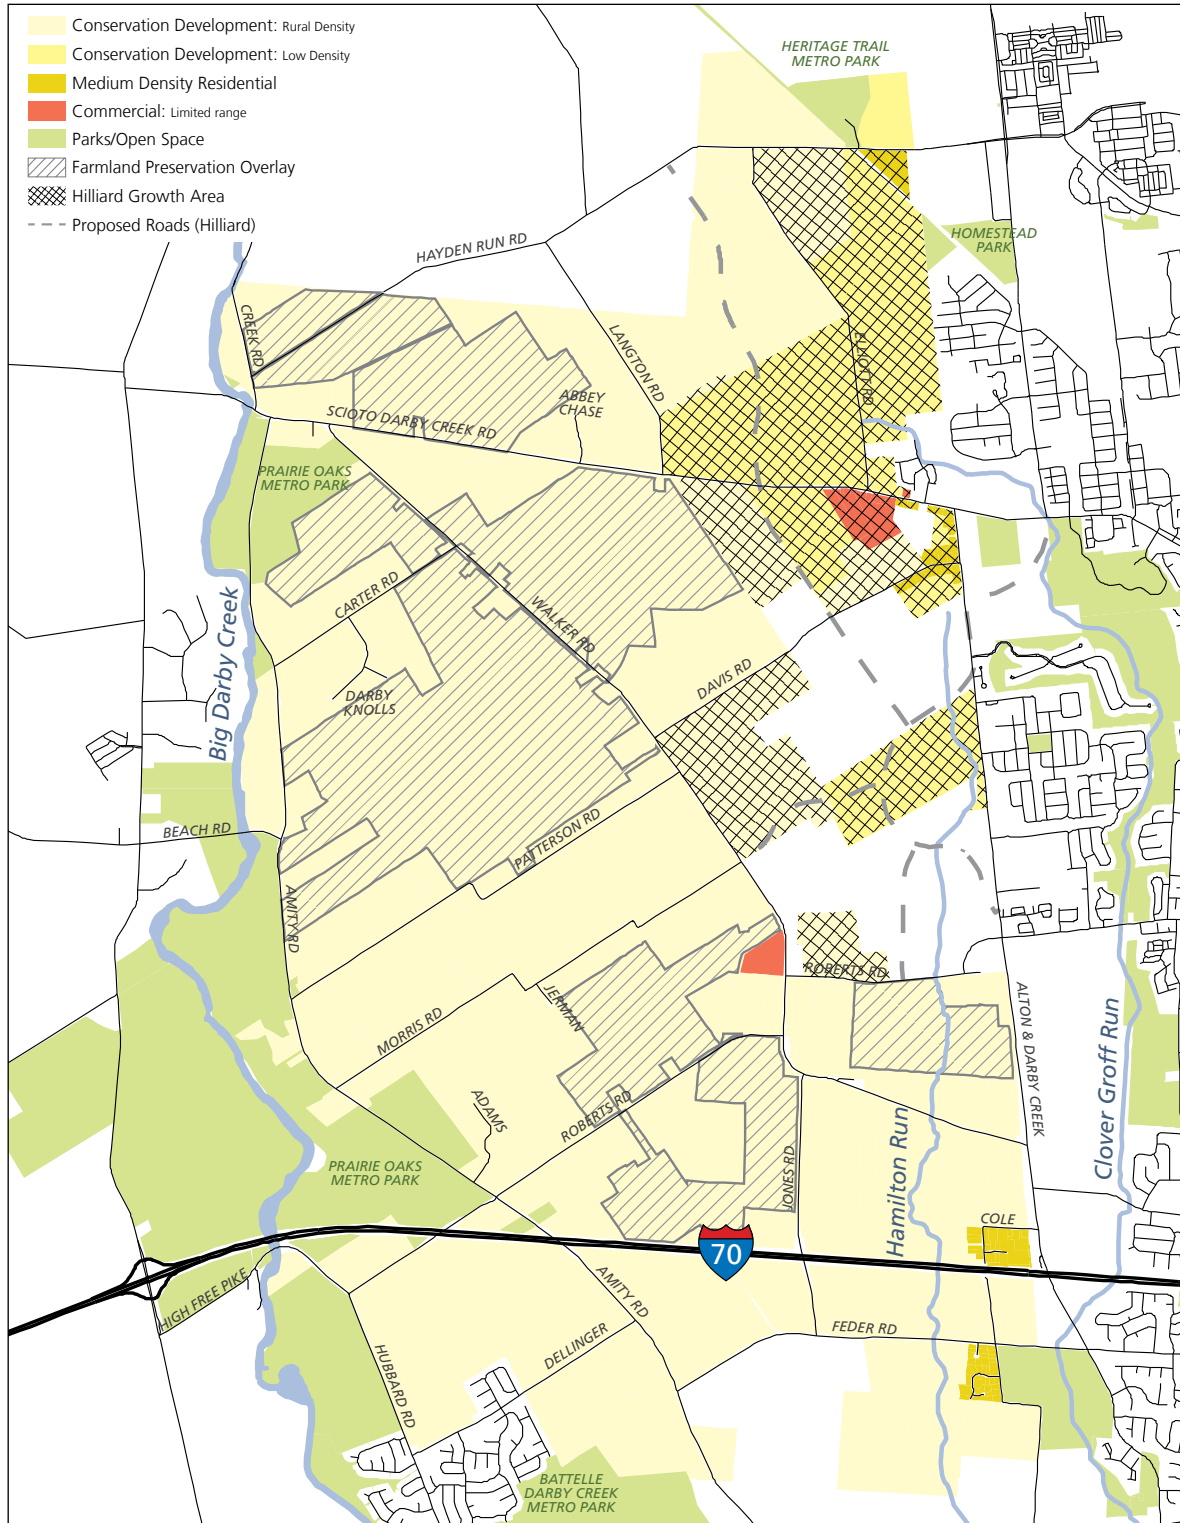 Conservation Development: Rural Density
Conservation Development: Low Density
Medium Density Residential
Commercial: Limited range
Parks/Open Space
Farmland Preservation Overlay
Hilliard Growth Area
Proposed Roads (Hilliard)
HERITAGE TRAIL
METRO PARK
HOMESTEAD
PARK
HAYDEN RUN RD
CREEK RD
LANGTON RD
ELLIOTT RD
ABBEY
CHASE
SCIOTO DARBY CREEK RD
PRAIRIE OAKS
METRO PARK
CARTER RD
WALKER RD
DAVIS RD
DARBY
KNOLLS
Big Darby Creek
BEACH RD
PATTERSON RD
AMITY RD
ROBERTS RD
JERMAN
MORRIS RD
ALTON & DARBY CREEK
Clover Groff Run
ADAMS
ROBERTS RD
Hamilton Run
JONES RD
PRAIRIE OAKS
METRO PARK
COLE
70
HIGH FREE PIKE
AMITY RD
FEDER RD
DELLINGER
HUBBARD RD
BATTELLE
DARBY CREEK
METRO PARK